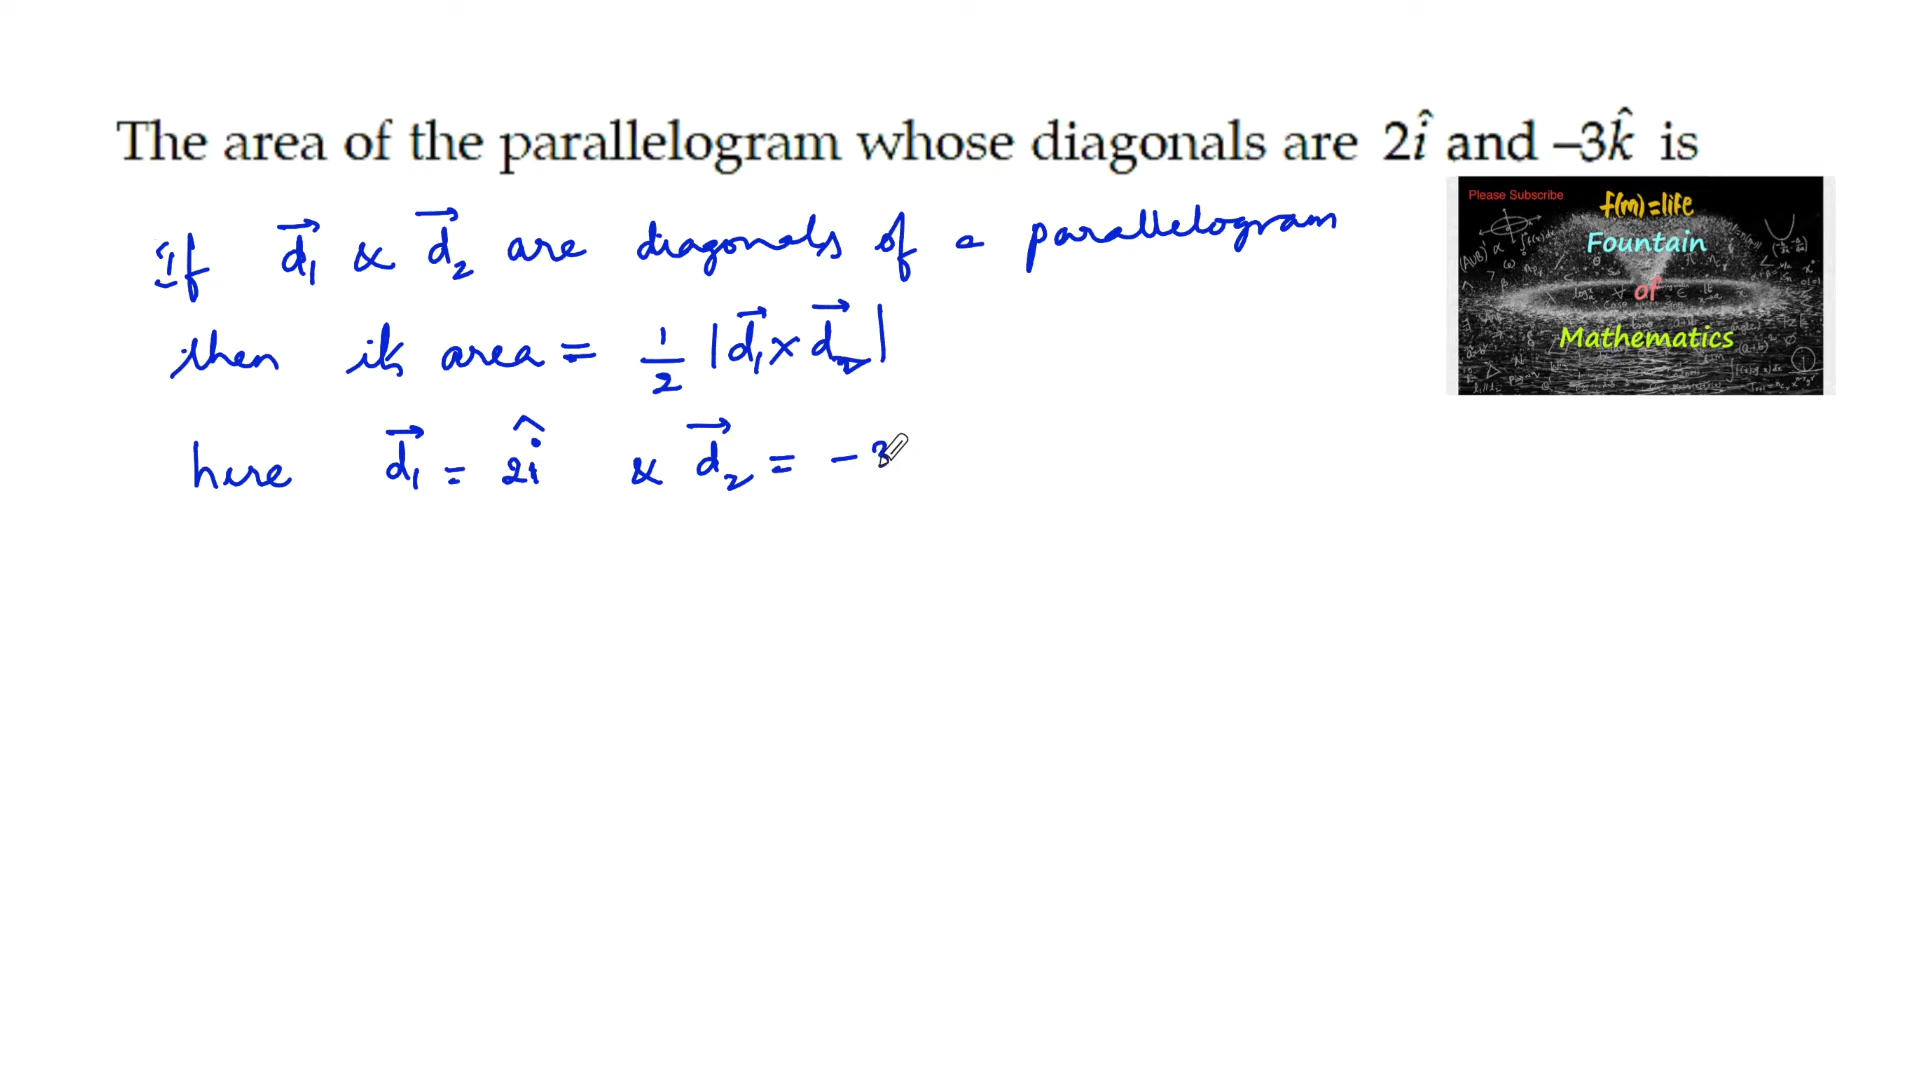 The area of the parallelogram whose diagonals are 2î and –3k̂ is
Please Subscribe
f(m)=life
Fountain
of
Mathematics
If d⃗₁ & d⃗₂ are diagonals of a parallelogram
then its area = 1/2 |d⃗₁ × d⃗₂|
here d⃗₁ = 2î & d⃗₂ = - 3